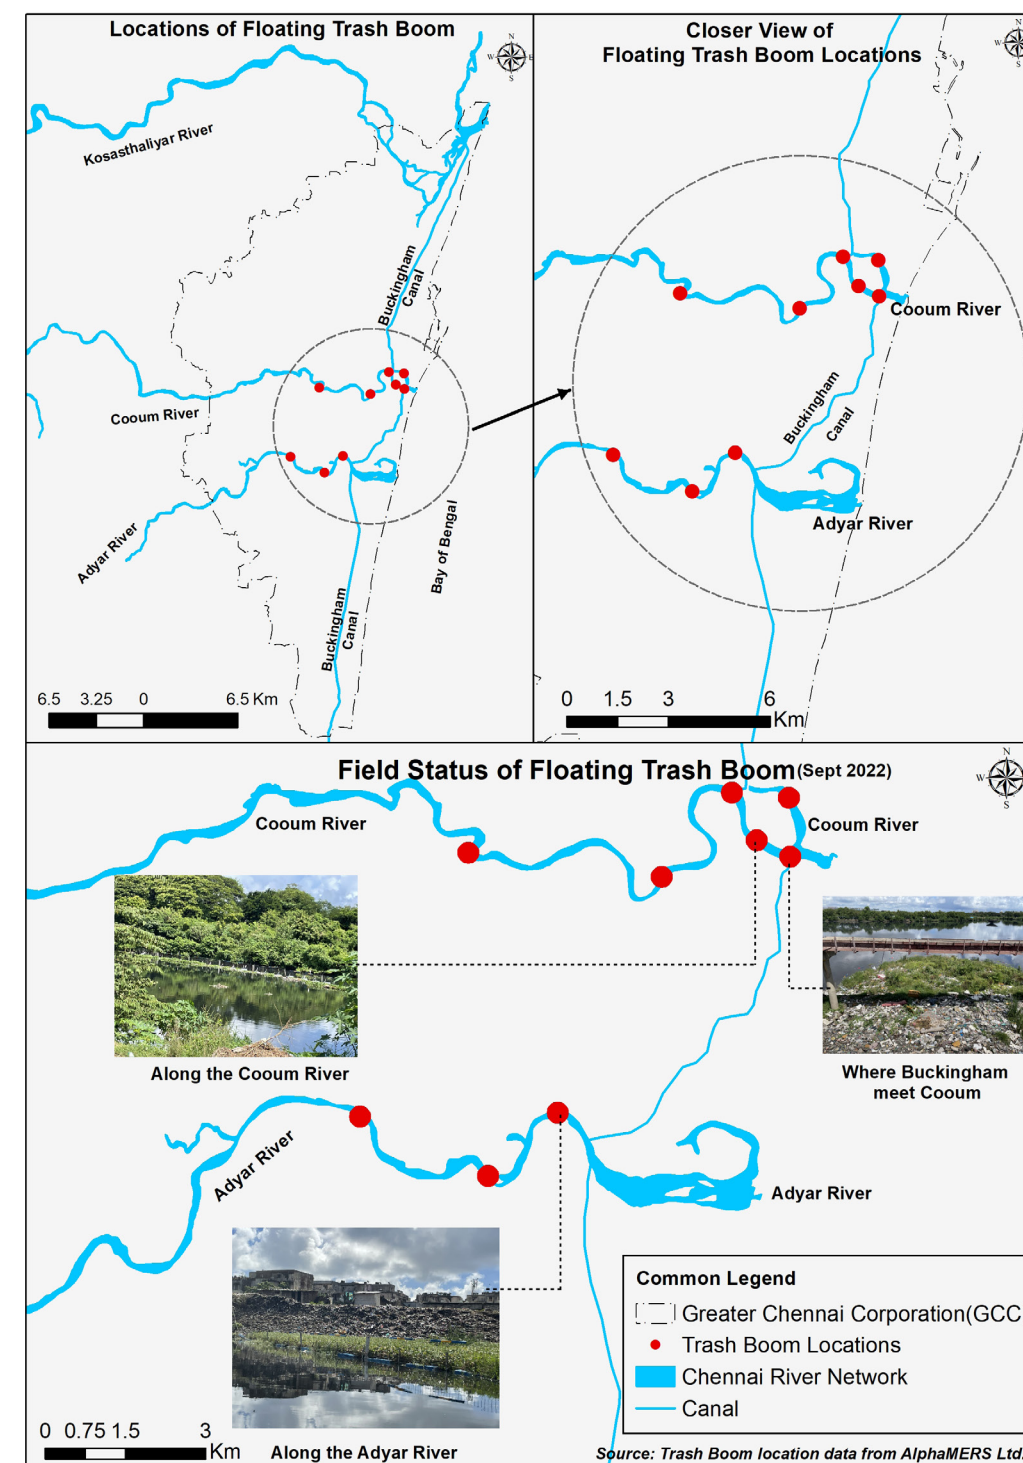 Locations of Floating Trash Boom
N
W
E
S
Kosasthaliyar River
Buckingham
Canal
Cooum River
Adyar River
Bay of Bengal
Buckingham
Canal
6.5 3.25 0 6.5 Km
Closer View of
Floating Trash Boom Locations
N
W
S
Cooum River
Buckingham
Canal
Adyar River
0 1.5 3 6
Km
Field Status of Floating Trash Boom(Sept 2022)
N
W
S
Cooum River
Cooum River
Along the Cooum River
Where Buckingham
meet Cooum
Adyar River
Adyar River
Along the Adyar River
0 0.75 1.5 3
Km
Common Legend
Greater Chennai Corporation(GCC
Trash Boom Locations
Chennai River Network
Canal
Source: Trash Boom location data from AlphaMERS Ltd.